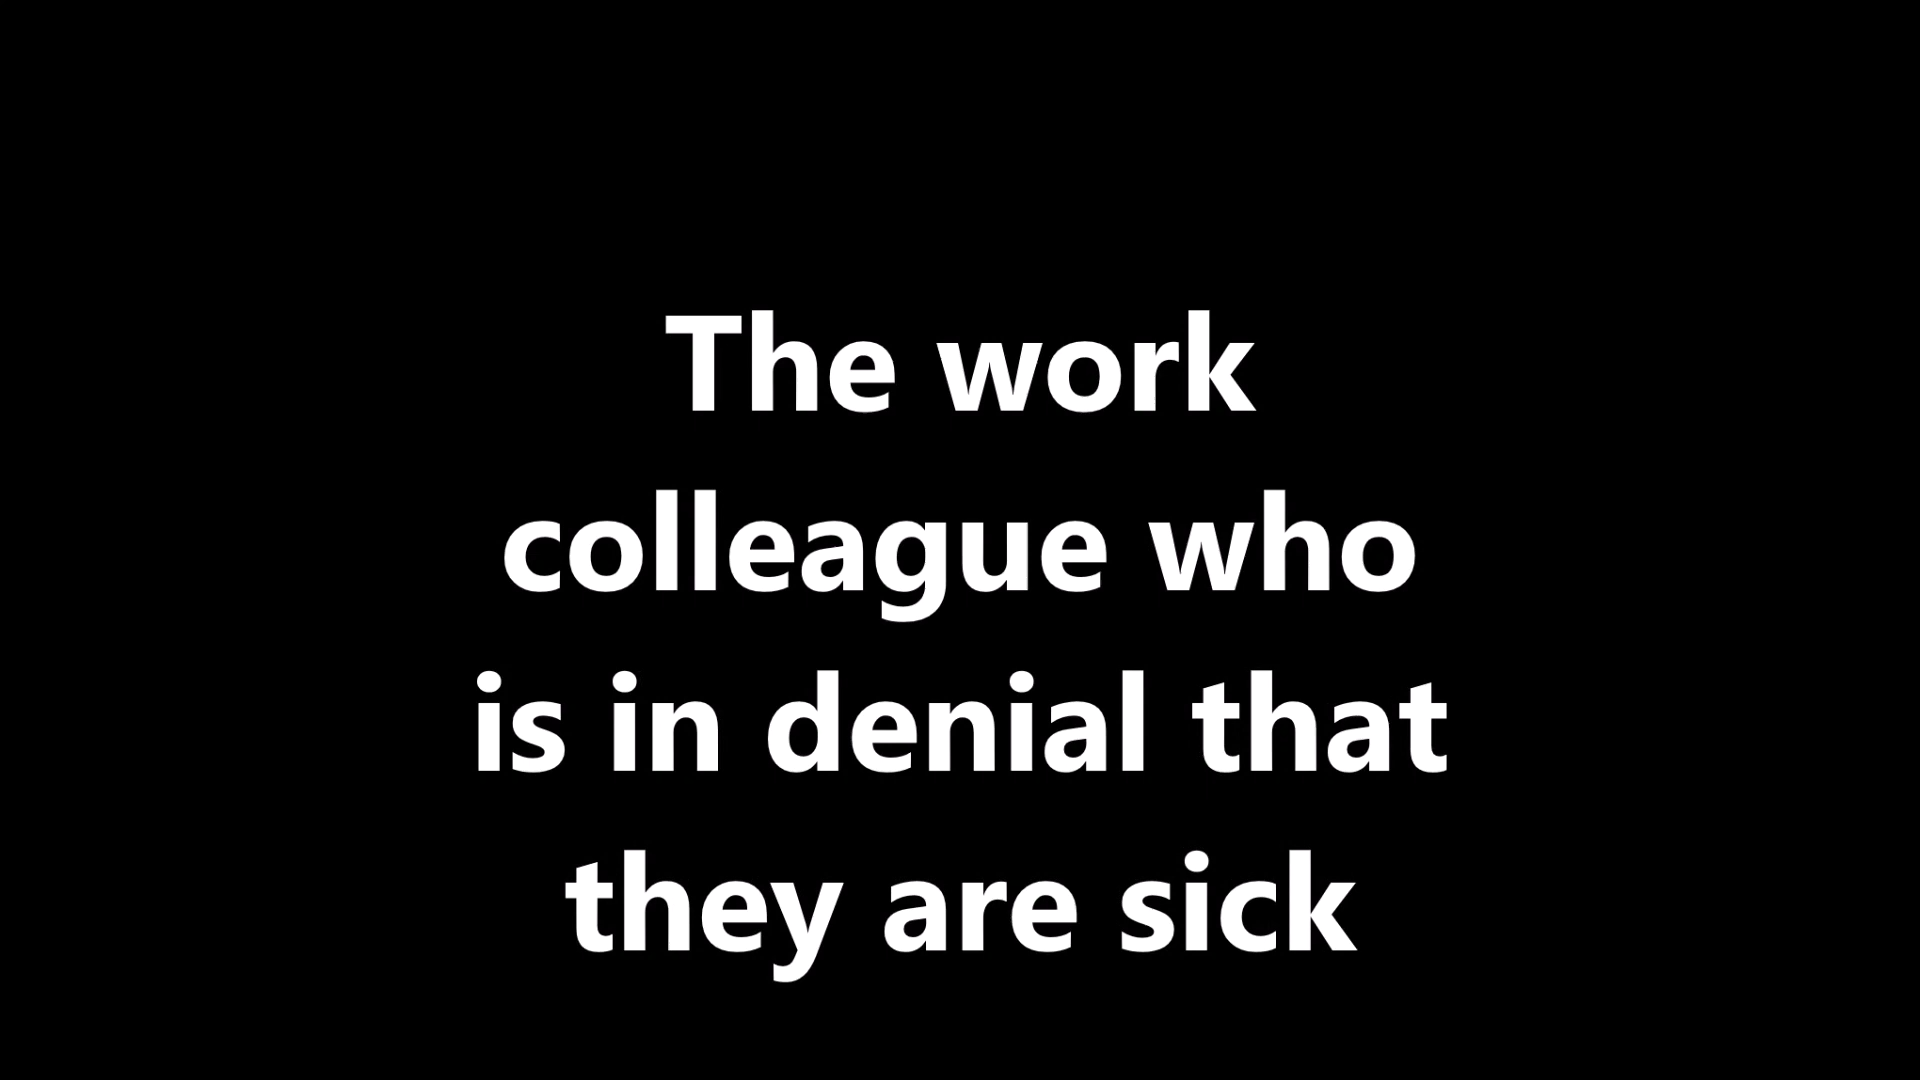 The work
colleague who
is in denial that
they are sick